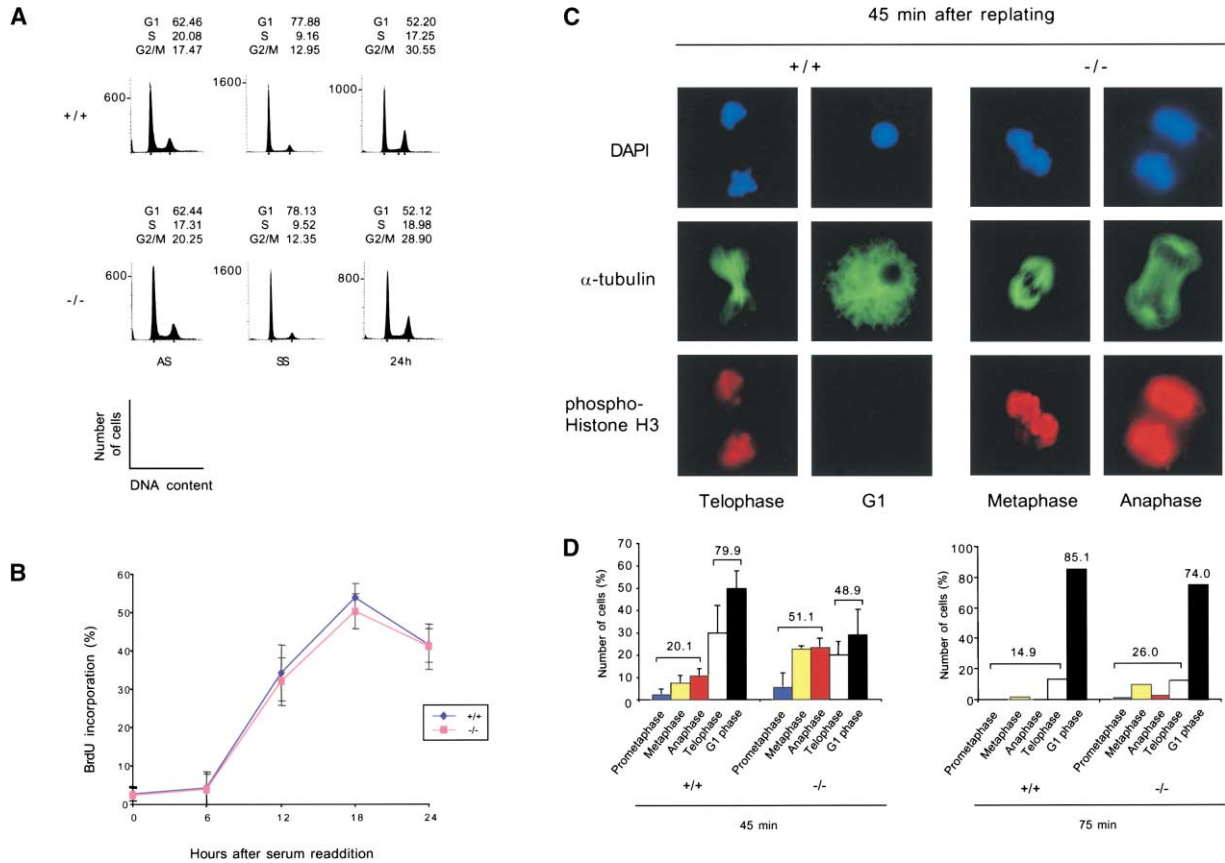 A
G1 62.46
S 20.08
G2/M 17.47
G1 77.88
S 9.16
G2/M 12.95
G1 52.20
S 17.25
G2/M 30.55
+/+
600
1600
1000
G1 62.44
S 17.31
G2/M 20.25
G1 78.13
S 9.52
G2/M 12.35
G1 52.12
S 18.98
G2/M 28.90
-/-
600
1600
800
AS
SS
24h
Number of cells
DNA content
B
BrdU incorporation (%)
60
50
40
30
20
10
0
0 6 12 18 24
+/+
-/-
Hours after serum readdition
C
45 min after replating
+/+
-/-
DAPI
α-tubulin
phospho-
Histone H3
Telophase
G1
Metaphase
Anaphase
D
Number of cells (%)
70
60
50
40
30
20
10
0
20.1
79.9
51.1
48.9
Prometaphase
Metaphase
Anaphase
Telophase
G1 phase
Prometaphase
Metaphase
Anaphase
Telophase
G1 phase
+/+
-/-
45 min
Number of cells (%)
100
80
60
40
20
0
14.9
85.1
26.0
74.0
Prometaphase
Metaphase
Anaphase
Telophase
G1 phase
Prometaphase
Metaphase
Anaphase
Telophase
G1 phase
+/+
-/-
75 min